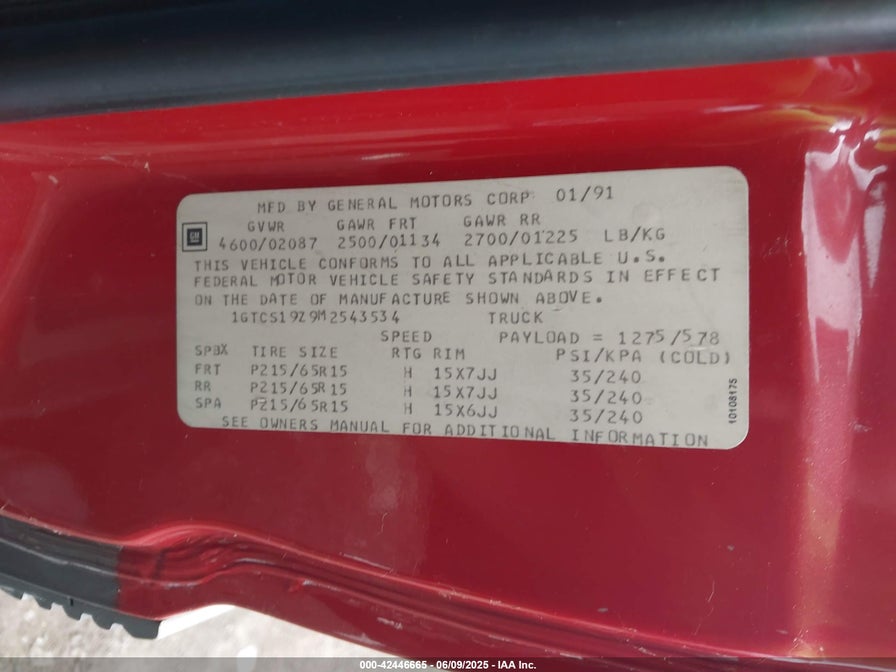 MFD BY GENERAL MOTORS CORP 01/91
GVWR GAWR FRT GAWR RR
GM 4600/02087 2500/01134 2700/01225 LB/KG
THIS VEHICLE CONFORMS TO ALL APPLICABLE U.S.
FEDERAL MOTOR VEHICLE SAFETY STANDARDS IN EFFECT
ON THE DATE OF MANUFACTURE SHOWN ABOVE.
1GTCS19Z9M2543534 TRUCK
SPEED PAYLOAD = 1275/578
SPBX TIRE SIZE RTG RIM PSI/KPA (COLD)
FRT P215/65R15 H 15X7JJ 35/240
RR P215/65R15 H 15X7JJ 35/240
SPA P215/65R15 H 15X6JJ 35/240
SEE OWNERS MANUAL FOR ADDITIONAL INFORMATION
10108175
000-42446665 - 06/09/2025 - IAA Inc.